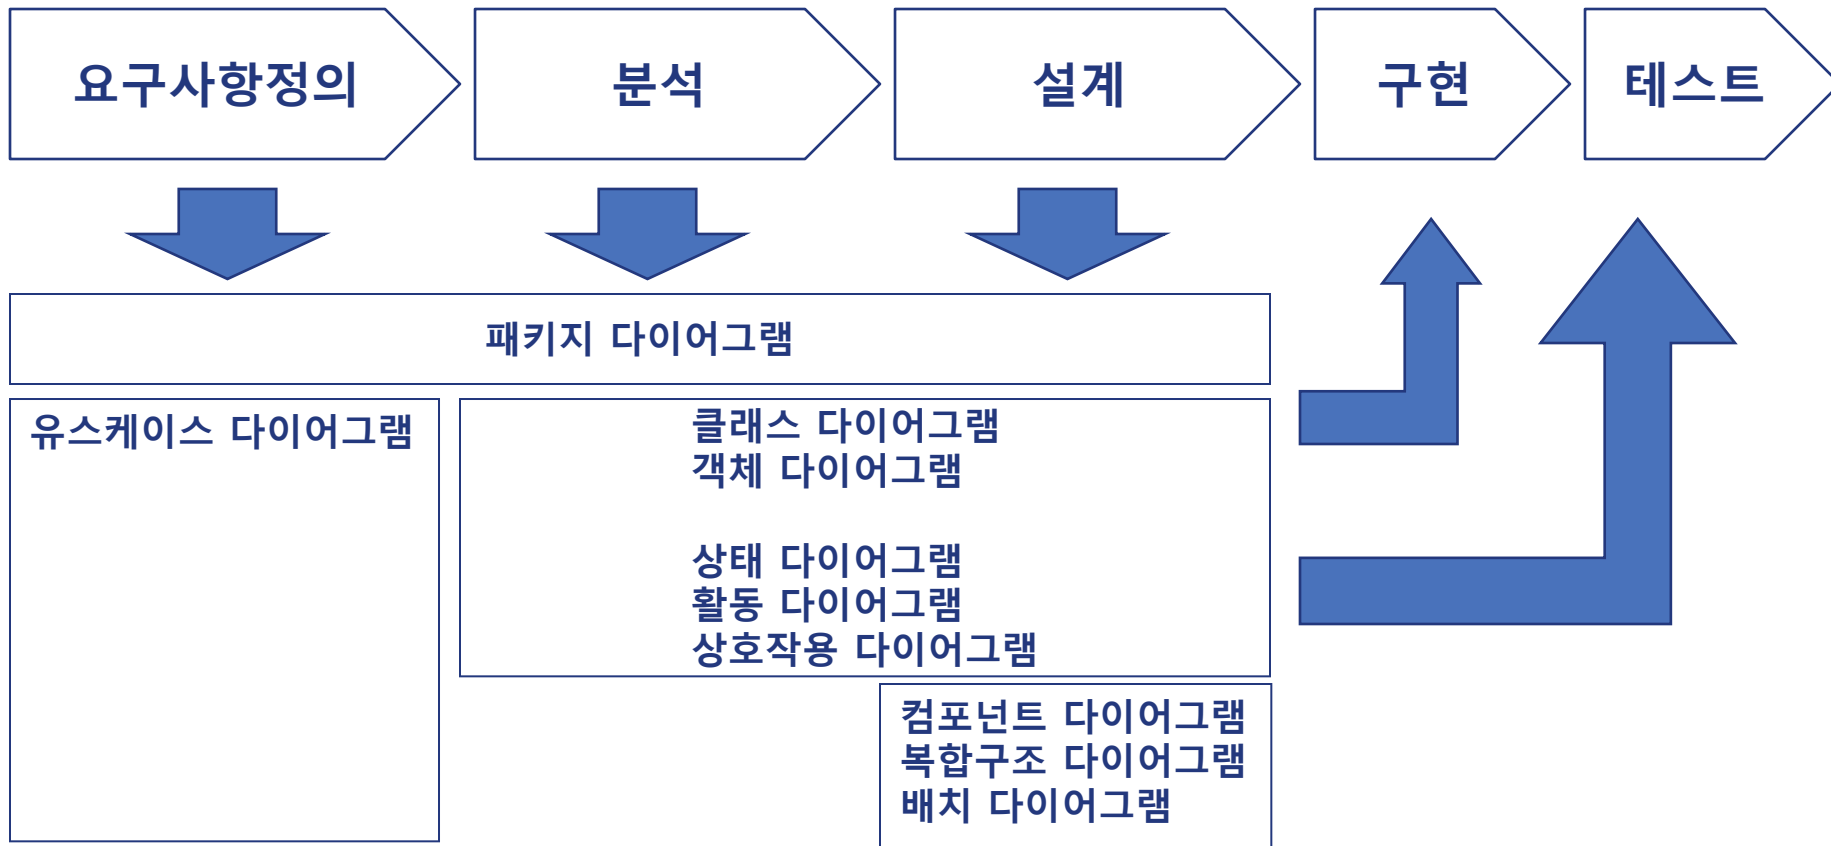 요구사항정의
분석
설계
구현
테스트
패키지 다이어그램
유스케이스 다이어그램
클래스 다이어그램
객체 다이어그램
상태 다이어그램
활동 다이어그램
상호작용 다이어그램
컴포넌트 다이어그램
복합구조 다이어그램
배치 다이어그램